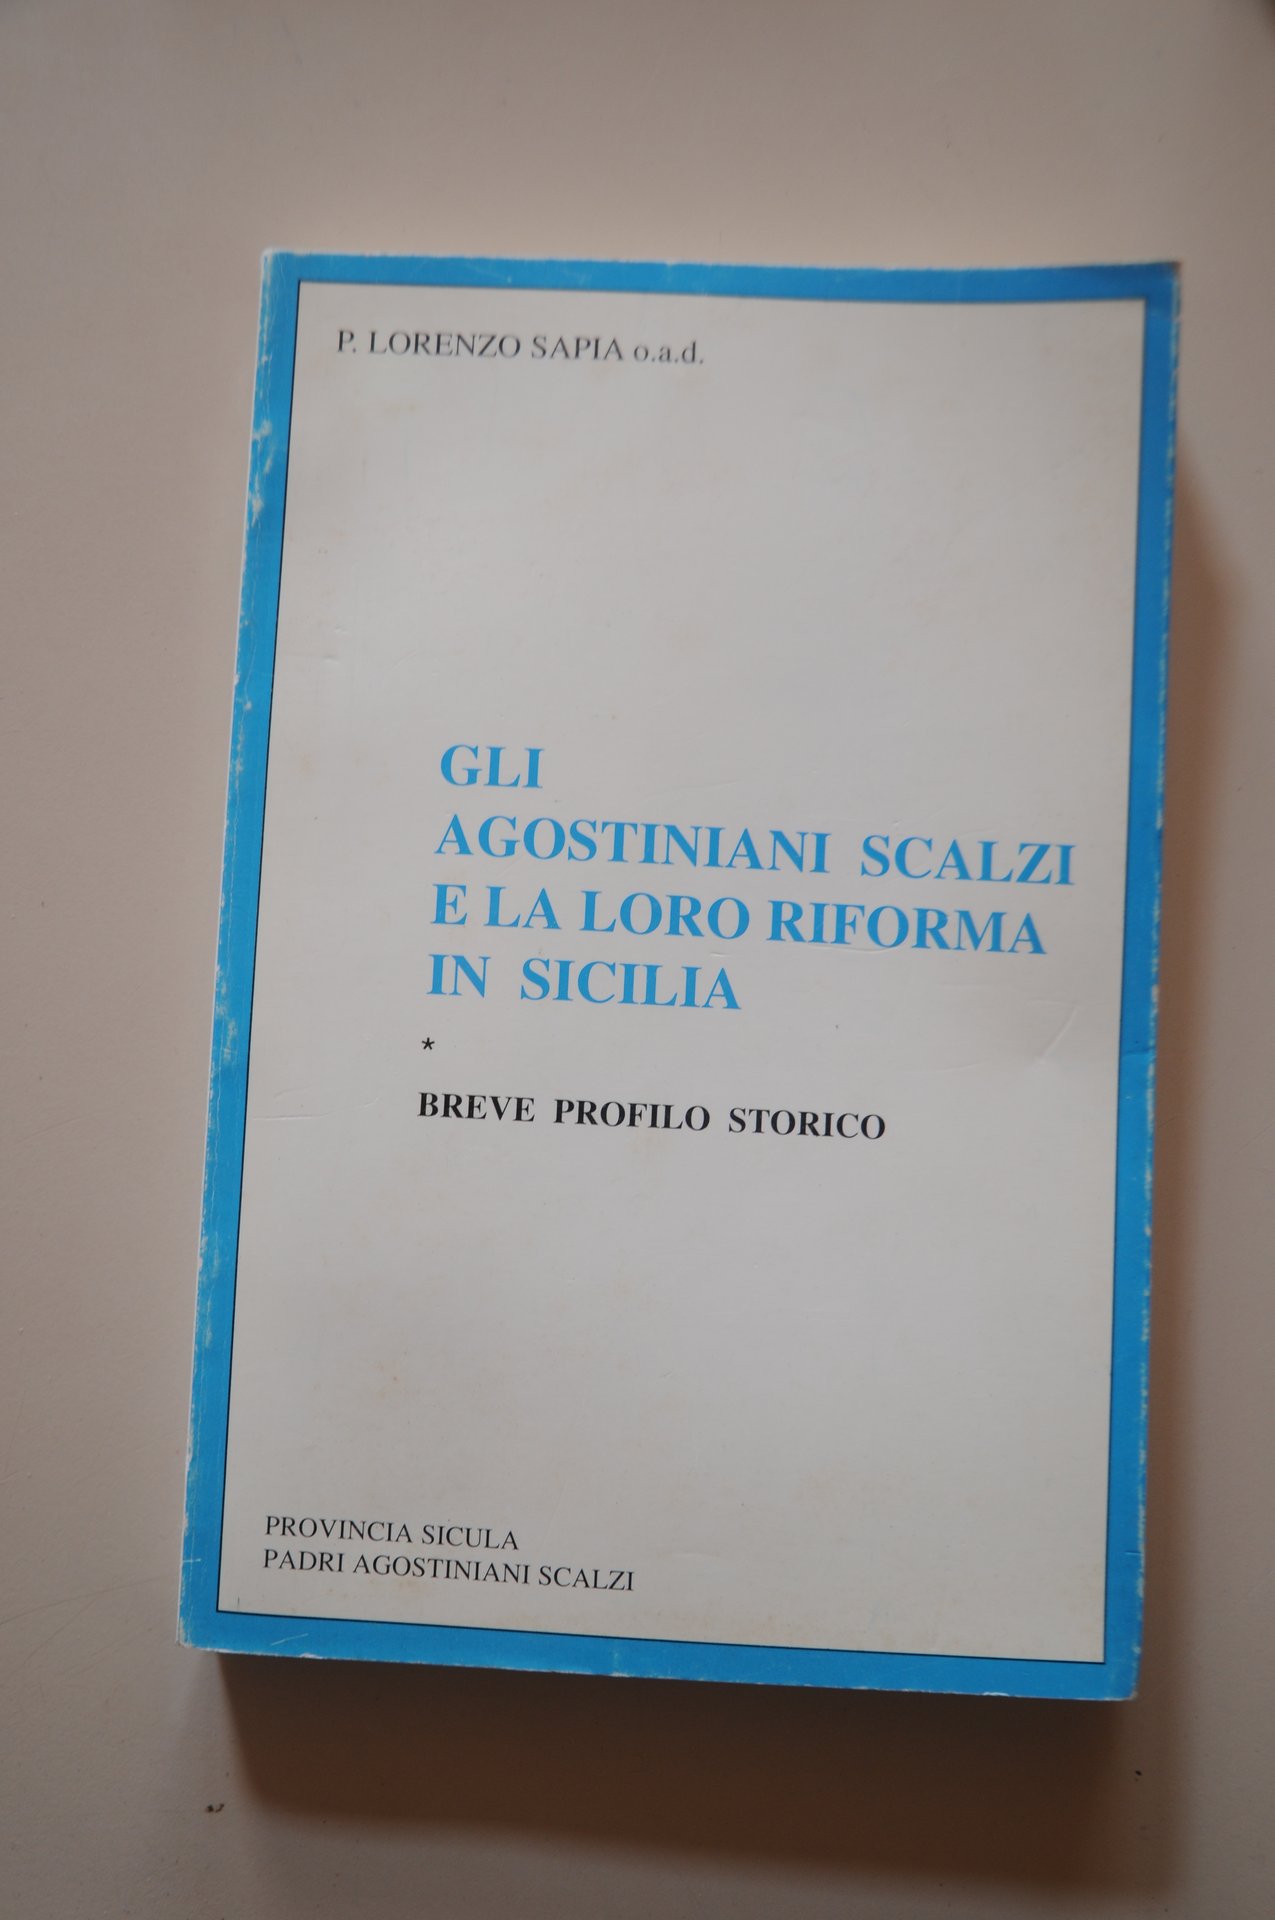 P. LORENZO SAPIA o.a.d.
GLI
AGOSTINIANI SCALZI
E LA LORO RIFORMA
IN SICILIA
*
BREVE PROFILO STORICO
PROVINCIA SICULA
PADRI AGOSTINIANI SCALZI